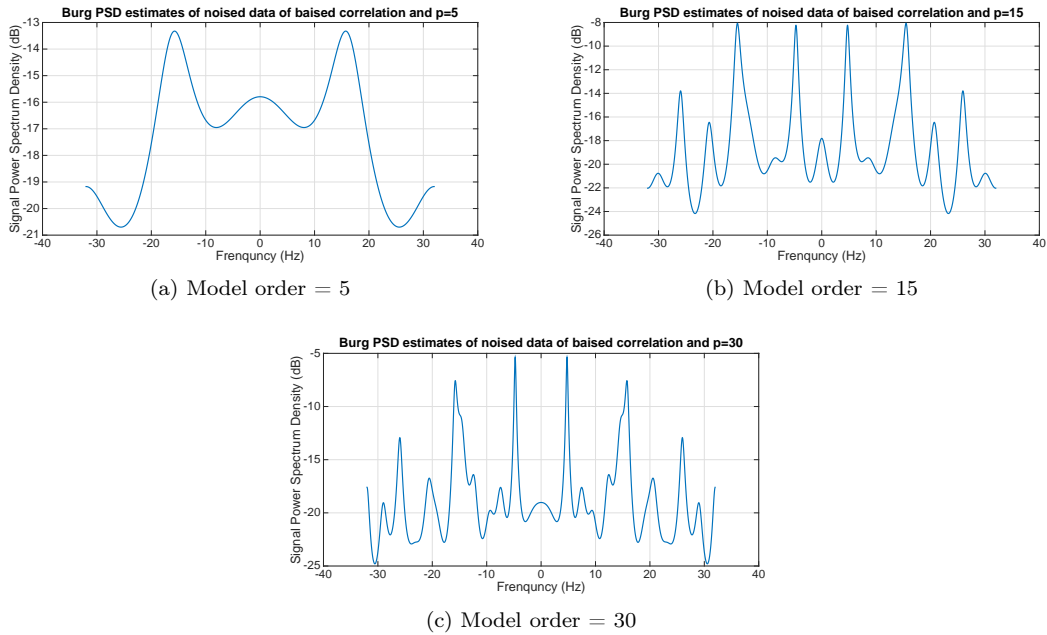 Burg PSD estimates of noised data of baised correlation and p=5
Signal Power Spectrum Density (dB)
-13
-14
-15
-16
-17
-18
-19
-20
-21
-40 -30 -20 -10 0 10 20 30 40
Frequncy (Hz)
(a) Model order = 5
Burg PSD estimates of noised data of baised correlation and p=15
Signal Power Spectrum Density (dB)
-8
-10
-12
-14
-16
-18
-20
-22
-24
-26
-40 -30 -20 -10 0 10 20 30 40
Frequncy (Hz)
(b) Model order = 15
Burg PSD estimates of noised data of baised correlation and p=30
Signal Power Spectrum Density (dB)
-5
-10
-15
-20
-25
-40 -30 -20 -10 0 10 20 30 40
Frequncy (Hz)
(c) Model order = 30